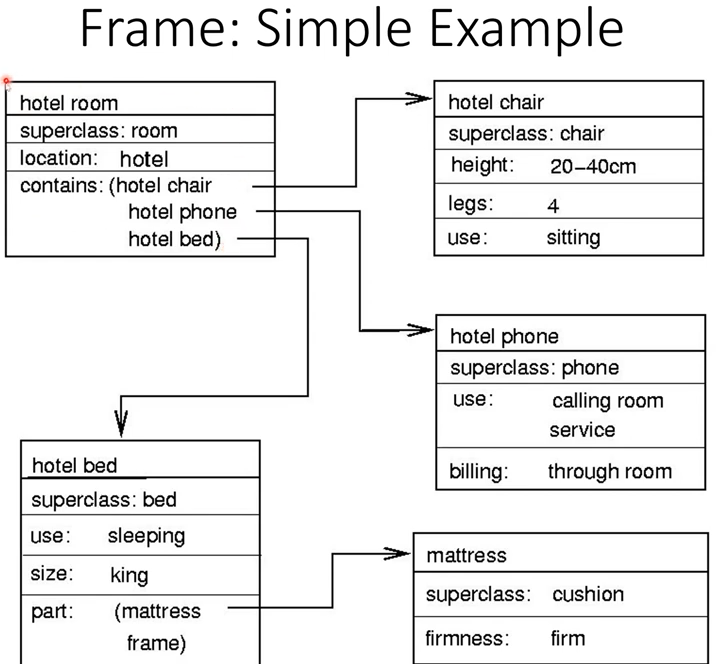 Frame: Simple Example
hotel room
superclass: room
location: hotel
contains: (hotel chair
hotel phone
hotel bed)
hotel chair
superclass: chair
height: 20–40cm
legs: 4
use: sitting
hotel phone
superclass: phone
use: calling room
service
billing: through room
hotel bed
superclass: bed
use: sleeping
size: king
part: (mattress
frame)
mattress
superclass: cushion
firmness: firm